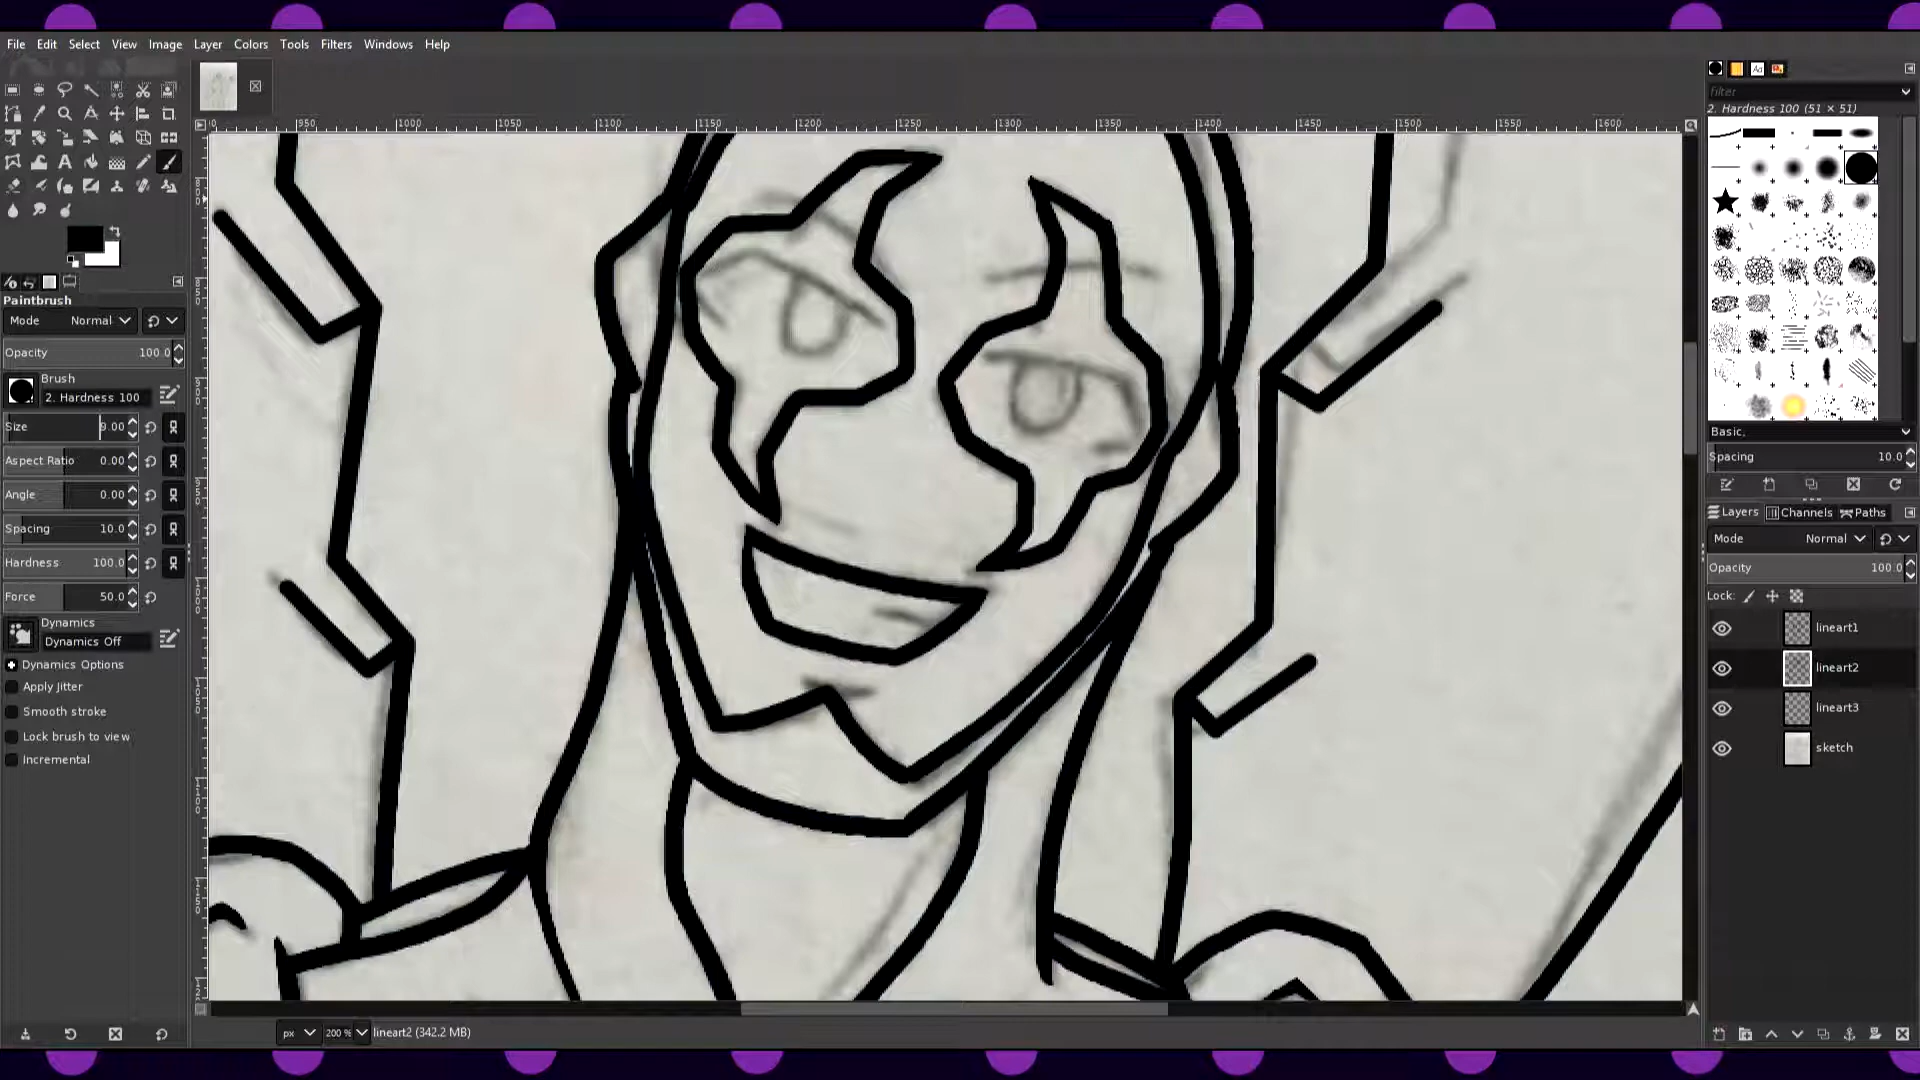 File Edit Select View Image Layer Colors Tools Filters Windows Help
filter
2. Hardness 100 (51 × 51)
950 1000 1050 1100 1150 1200 1250 1300 1350 1400 1450 1500 1550 1600
Paintbrush
Mode Normal
Opacity 100.0
Brush
2. Hardness 100
Size 9.00
Aspect Ratio 0.00
Angle 0.00
Spacing 10.0
Hardness 100.0
Force 50.0
Dynamics
Dynamics Off
Dynamics Options
Apply Jitter
Smooth stroke
Lock brush to view
Incremental
Basic,
Spacing 10.0
Layers Channels Paths
Mode Normal
Opacity 100.0
Lock:
lineart1
lineart2
lineart3
sketch
px 200 % lineart2 (342.2 MB)